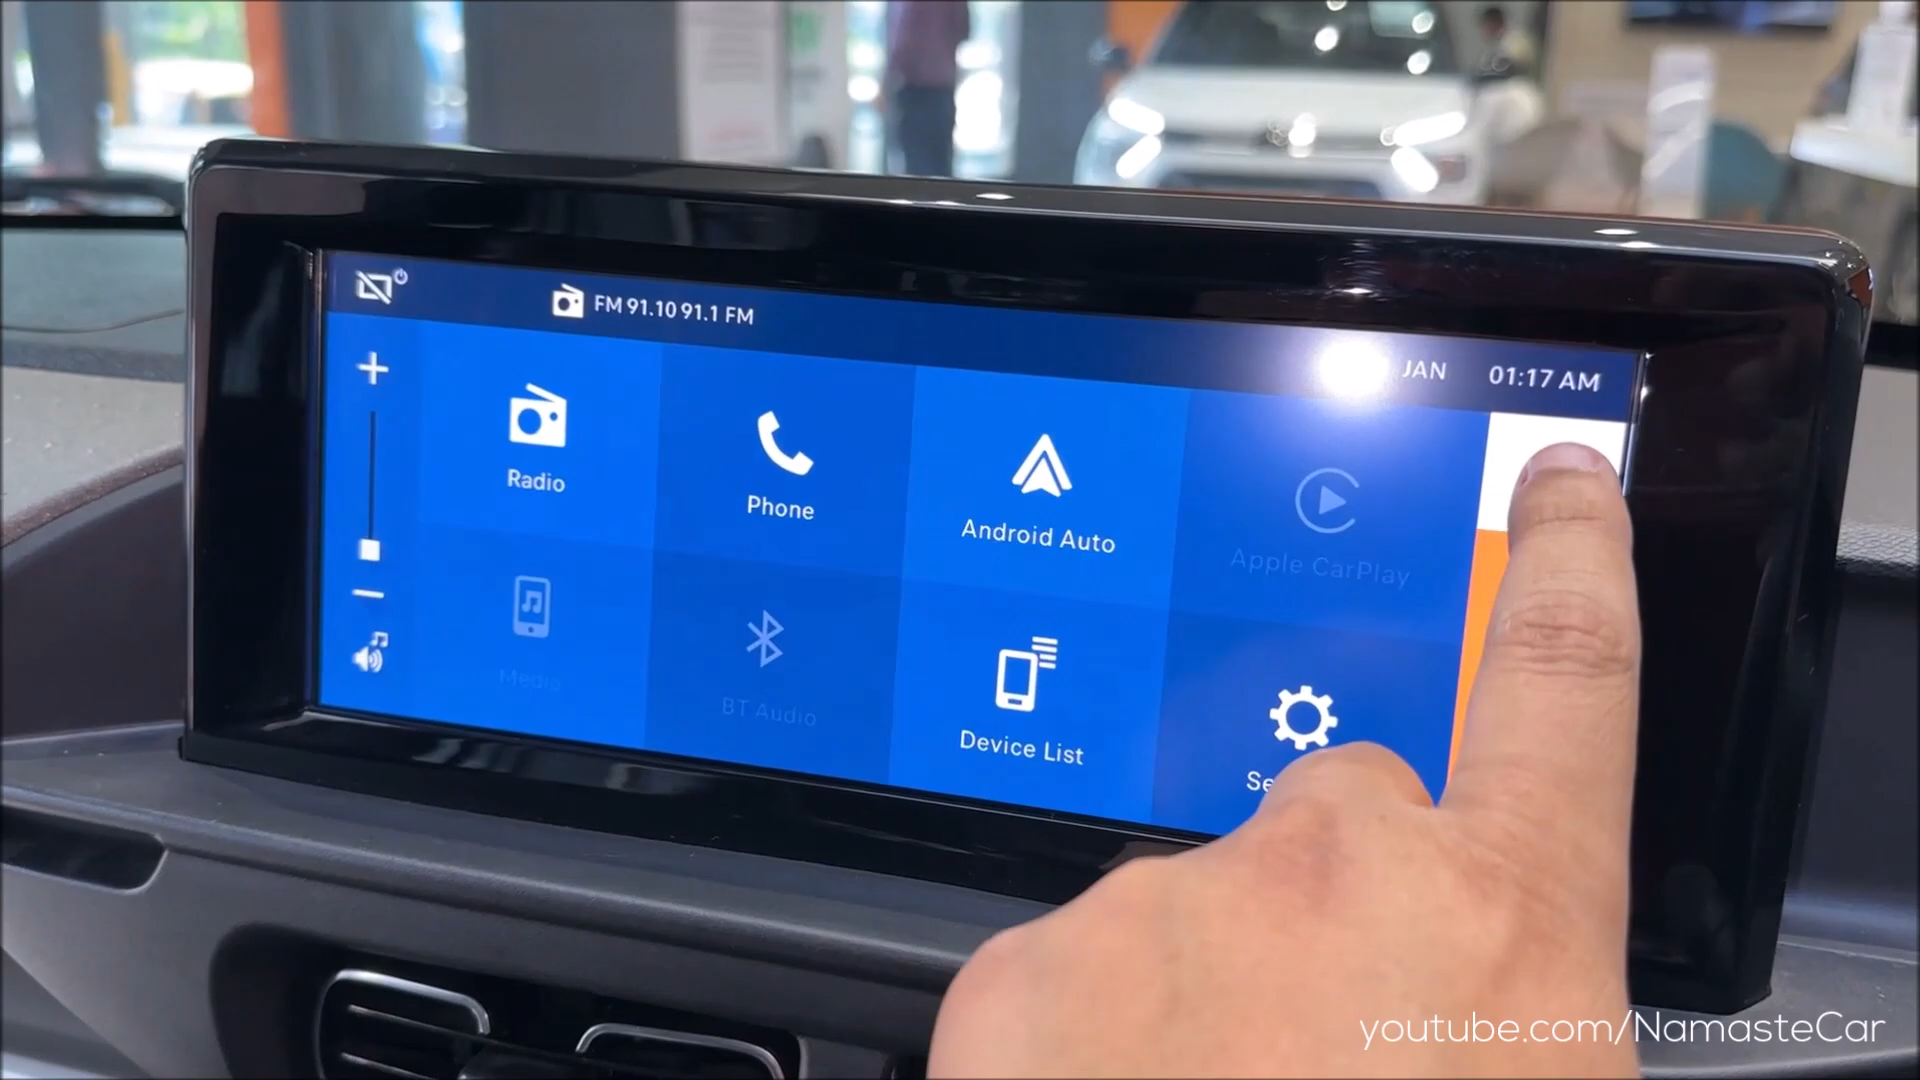 FM 91.10 91.1 FM
JAN 01:17 AM
Radio
Phone
Android Auto
Apple CarPlay
Media
BT Audio
Device List
youtube.com/NamasteCar